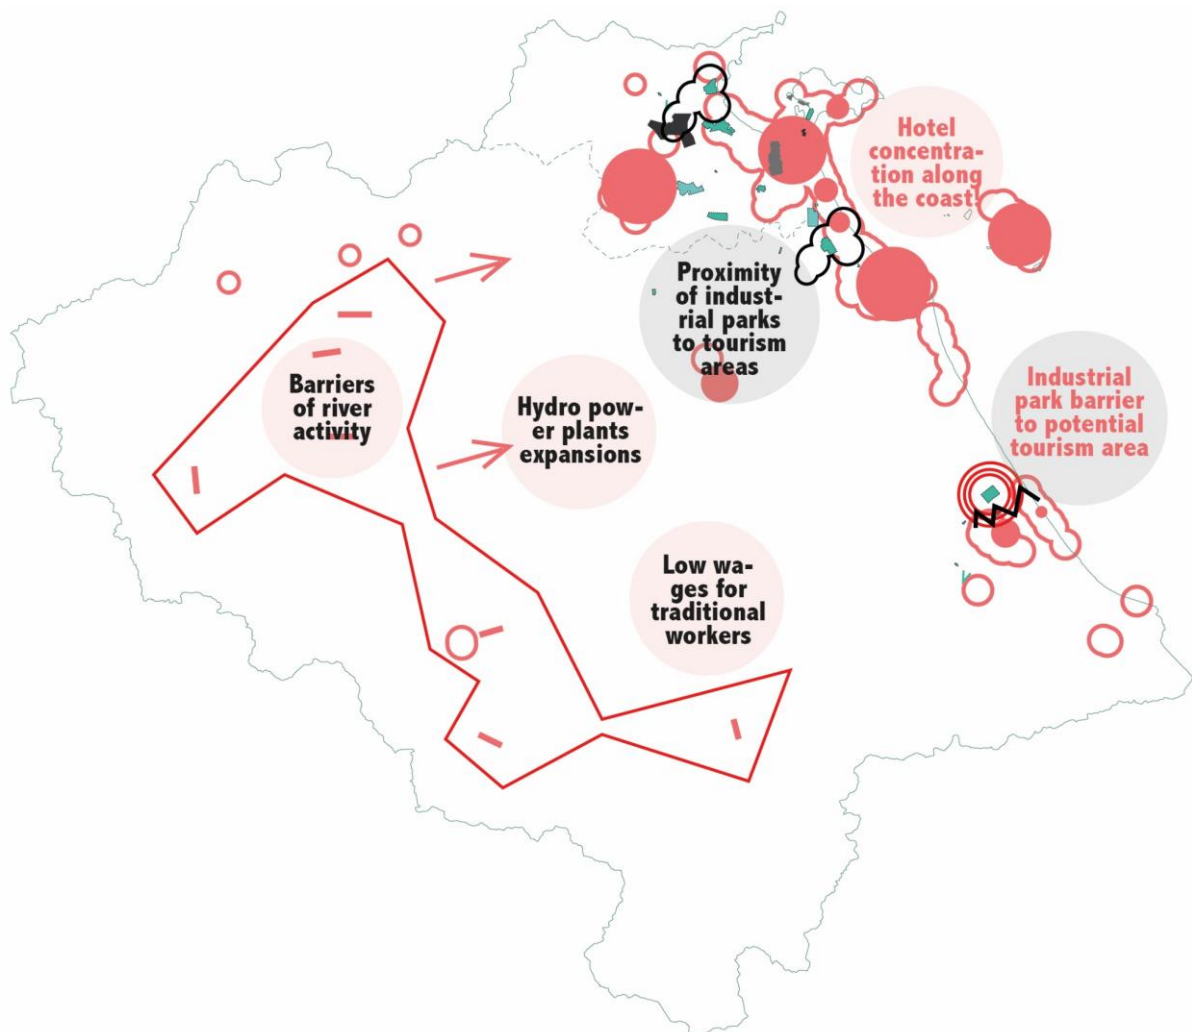 Hotel
concentra-
tion along
the coast!
Proximity
of indust-
rial parks
to tourism
areas
Industrial
park barrier
to potential
tourism area
Barriers
of river
activity
Hydro pow-
er plants
expansions
Low wa-
ges for
traditional
workers